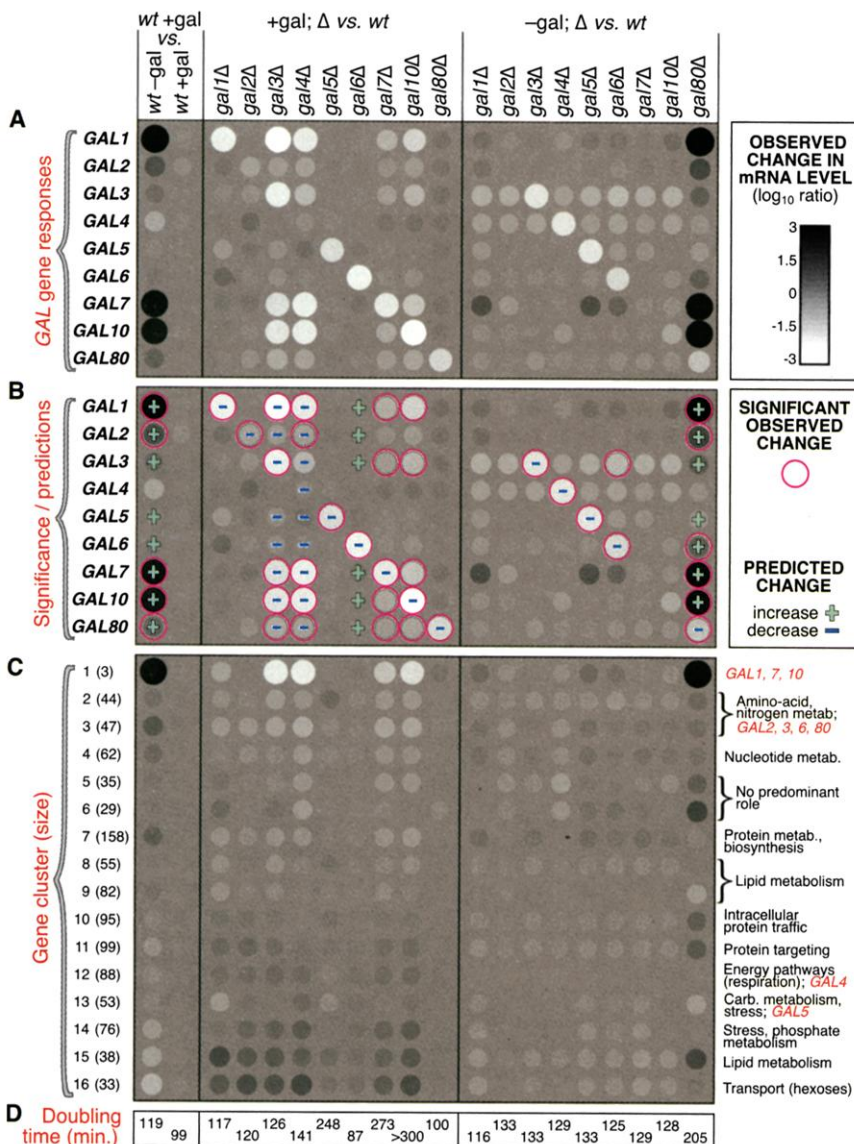 wt +gal
vs.
wt –gal
wt +gal
+gal; Δ vs. wt
gal1Δ
gal2Δ
gal3Δ
gal4Δ
gal5Δ
gal6Δ
gal7Δ
gal10Δ
gal80Δ
–gal; Δ vs. wt
gal1Δ
gal2Δ
gal3Δ
gal4Δ
gal5Δ
gal6Δ
gal7Δ
gal10Δ
gal80Δ
A
GAL gene responses
GAL1
GAL2
GAL3
GAL4
GAL5
GAL6
GAL7
GAL10
GAL80
OBSERVED
CHANGE IN
mRNA LEVEL
(log10 ratio)
3
1.5
0
-1.5
-3
B
Significance / predictions
GAL1
GAL2
GAL3
GAL4
GAL5
GAL6
GAL7
GAL10
GAL80
SIGNIFICANT
OBSERVED
CHANGE
PREDICTED
CHANGE
increase +
decrease –
C
Gene cluster (size)
1 (3)
2 (44)
3 (47)
4 (62)
5 (35)
6 (29)
7 (158)
8 (55)
9 (82)
10 (95)
11 (99)
12 (88)
13 (53)
14 (76)
15 (38)
16 (33)
GAL1, 7, 10
Amino-acid,
nitrogen metab;
GAL2, 3, 6, 80
Nucleotide metab.
No predominant
role
Protein metab.,
biosynthesis
Lipid metabolism
Intracellular
protein traffic
Protein targeting
Energy pathways
(respiration); GAL4
Carb. metabolism,
stress; GAL5
Stress, phosphate
metabolism
Lipid metabolism
Transport (hexoses)
D
Doubling
time (min.)
119 117 126 248 273 100 133 129 125 128
99 120 141 87 >300 116 133 133 129 205